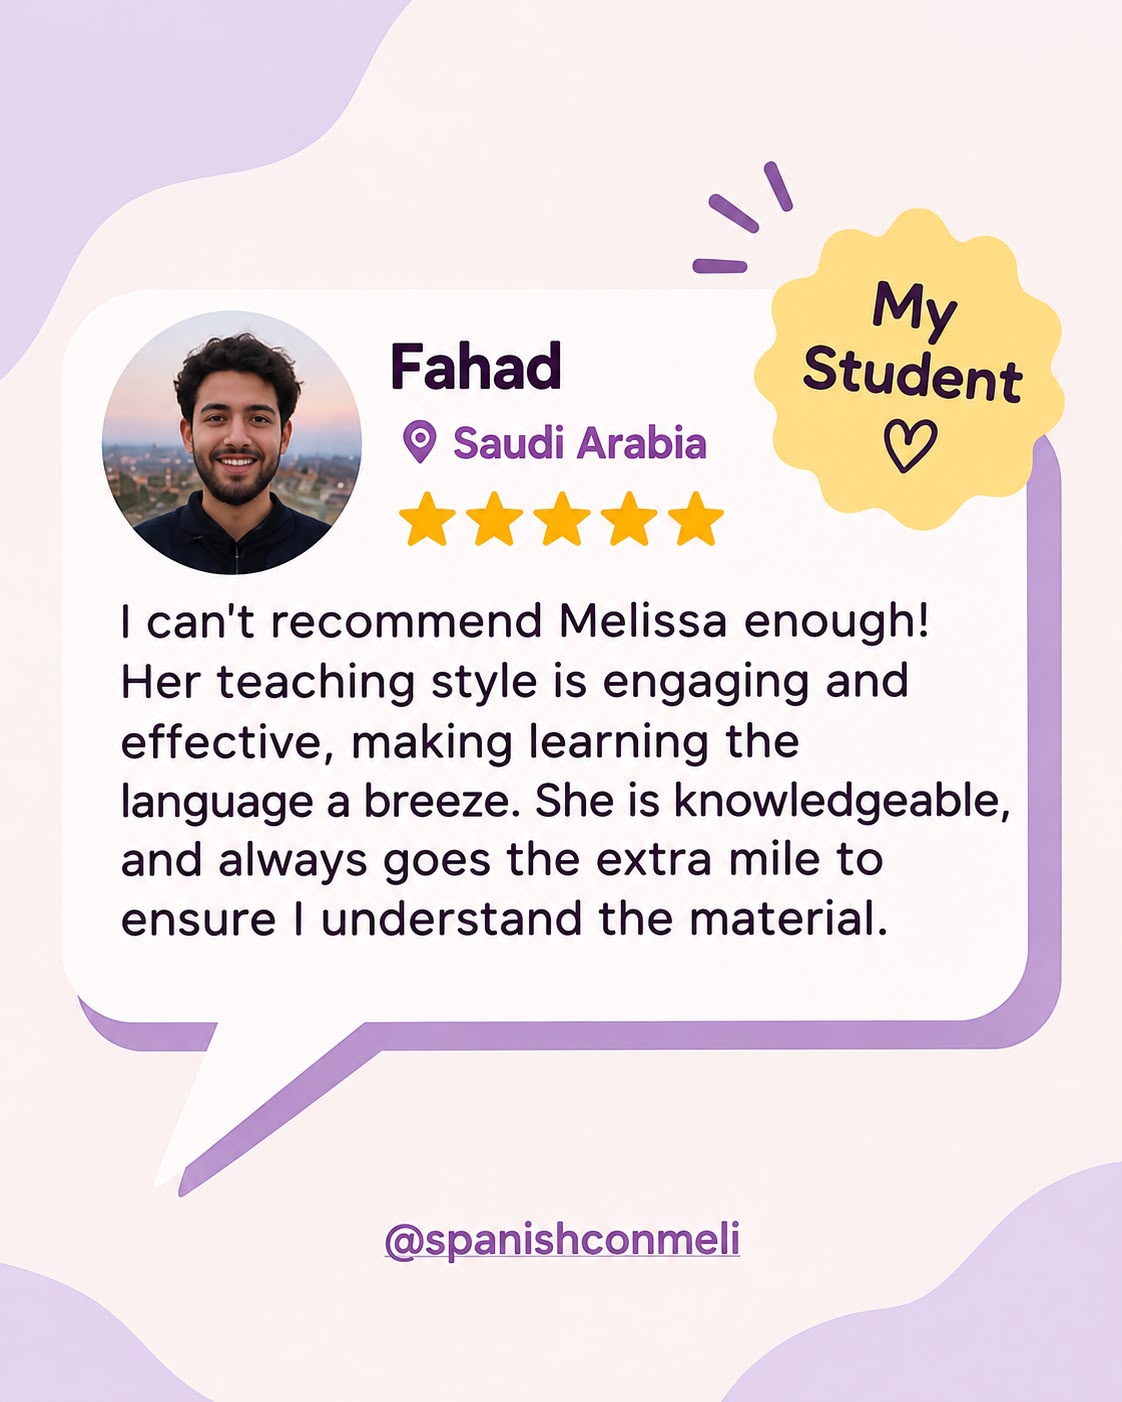 My
Student
Fahad
Saudi Arabia
I can't recommend Melissa enough!
Her teaching style is engaging and
effective, making learning the
language a breeze. She is knowledgeable,
and always goes the extra mile to
ensure I understand the material.
@spanishconmeli